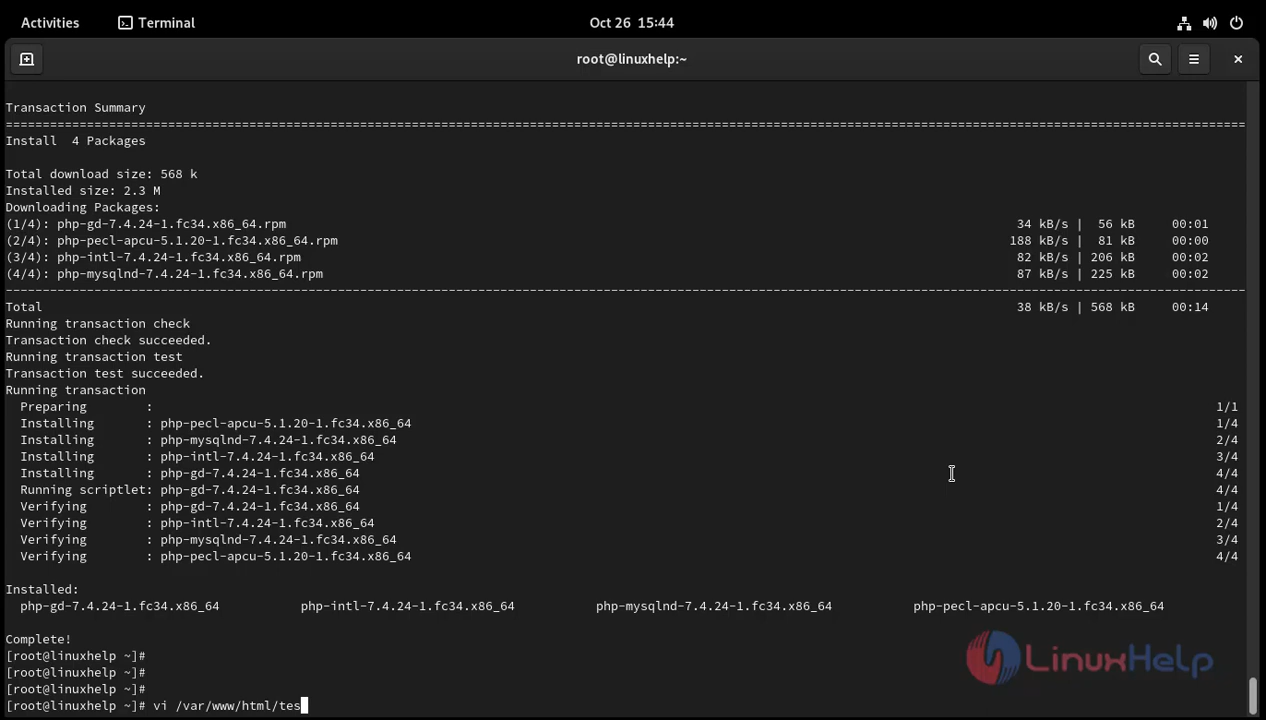 Activities Terminal Oct 26 15:44
root@linuxhelp:~
Transaction Summary
================================================================================
Install  4 Packages
Total download size: 568 k
Installed size: 2.3 M
Downloading Packages:
(1/4): php-gd-7.4.24-1.fc34.x86_64.rpm 34 kB/s | 56 kB 00:01
(2/4): php-pecl-apcu-5.1.20-1.fc34.x86_64.rpm 188 kB/s | 81 kB 00:00
(3/4): php-intl-7.4.24-1.fc34.x86_64.rpm 82 kB/s | 206 kB 00:02
(4/4): php-mysqlnd-7.4.24-1.fc34.x86_64.rpm 87 kB/s | 225 kB 00:02
--------------------------------------------------------------------------------
Total 38 kB/s | 568 kB 00:14
Running transaction check
Transaction check succeeded.
Running transaction test
Transaction test succeeded.
Running transaction
Preparing : 1/1
Installing : php-pecl-apcu-5.1.20-1.fc34.x86_64 1/4
Installing : php-mysqlnd-7.4.24-1.fc34.x86_64 2/4
Installing : php-intl-7.4.24-1.fc34.x86_64 3/4
Installing : php-gd-7.4.24-1.fc34.x86_64 4/4
Running scriptlet: php-gd-7.4.24-1.fc34.x86_64 4/4
Verifying : php-gd-7.4.24-1.fc34.x86_64 1/4
Verifying : php-intl-7.4.24-1.fc34.x86_64 2/4
Verifying : php-mysqlnd-7.4.24-1.fc34.x86_64 3/4
Verifying : php-pecl-apcu-5.1.20-1.fc34.x86_64 4/4
Installed:
php-gd-7.4.24-1.fc34.x86_64 php-intl-7.4.24-1.fc34.x86_64 php-mysqlnd-7.4.24-1.fc34.x86_64 php-pecl-apcu-5.1.20-1.fc34.x86_64
Complete!
[root@linuxhelp ~]#
[root@linuxhelp ~]#
[root@linuxhelp ~]#
[root@linuxhelp ~]# vi /var/www/html/tes
LinuxHelp